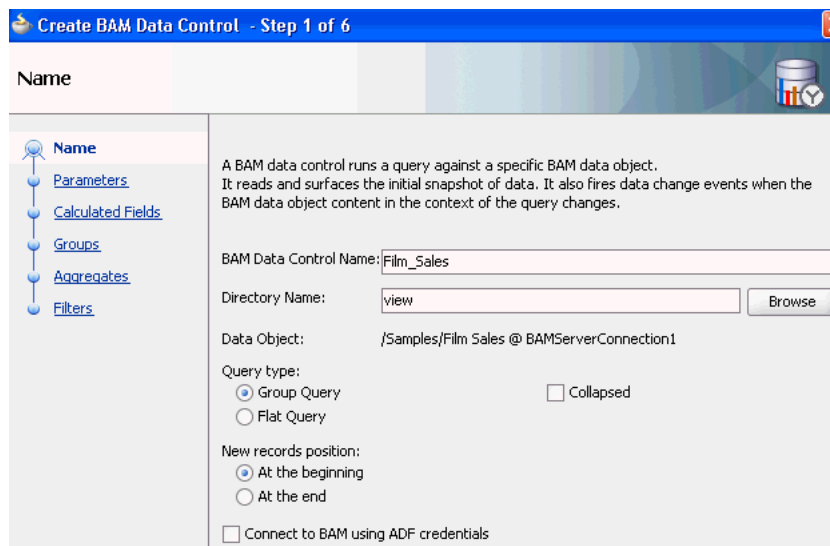 Create BAM Data Control - Step 1 of 6
Name
Name
Parameters
Calculated Fields
Groups
Aggregates
Filters
A BAM data control runs a query against a specific BAM data object.
It reads and surfaces the initial snapshot of data. It also fires data change events when the
BAM data object content in the context of the query changes.
BAM Data Control Name: Film_Sales
Directory Name: view Browse
Data Object: /Samples/Film Sales @ BAMServerConnection1
Query type:
Group Query Collapsed
Flat Query
New records position:
At the beginning
At the end
Connect to BAM using ADF credentials